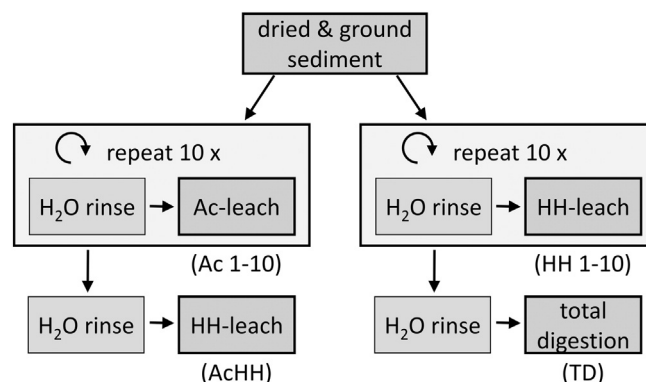 dried & ground
sediment
repeat 10 x
H₂O rinse
Ac-leach
(Ac 1-10)
H₂O rinse
HH-leach
(AcHH)
repeat 10 x
H₂O rinse
HH-leach
(HH 1-10)
H₂O rinse
total
digestion
(TD)